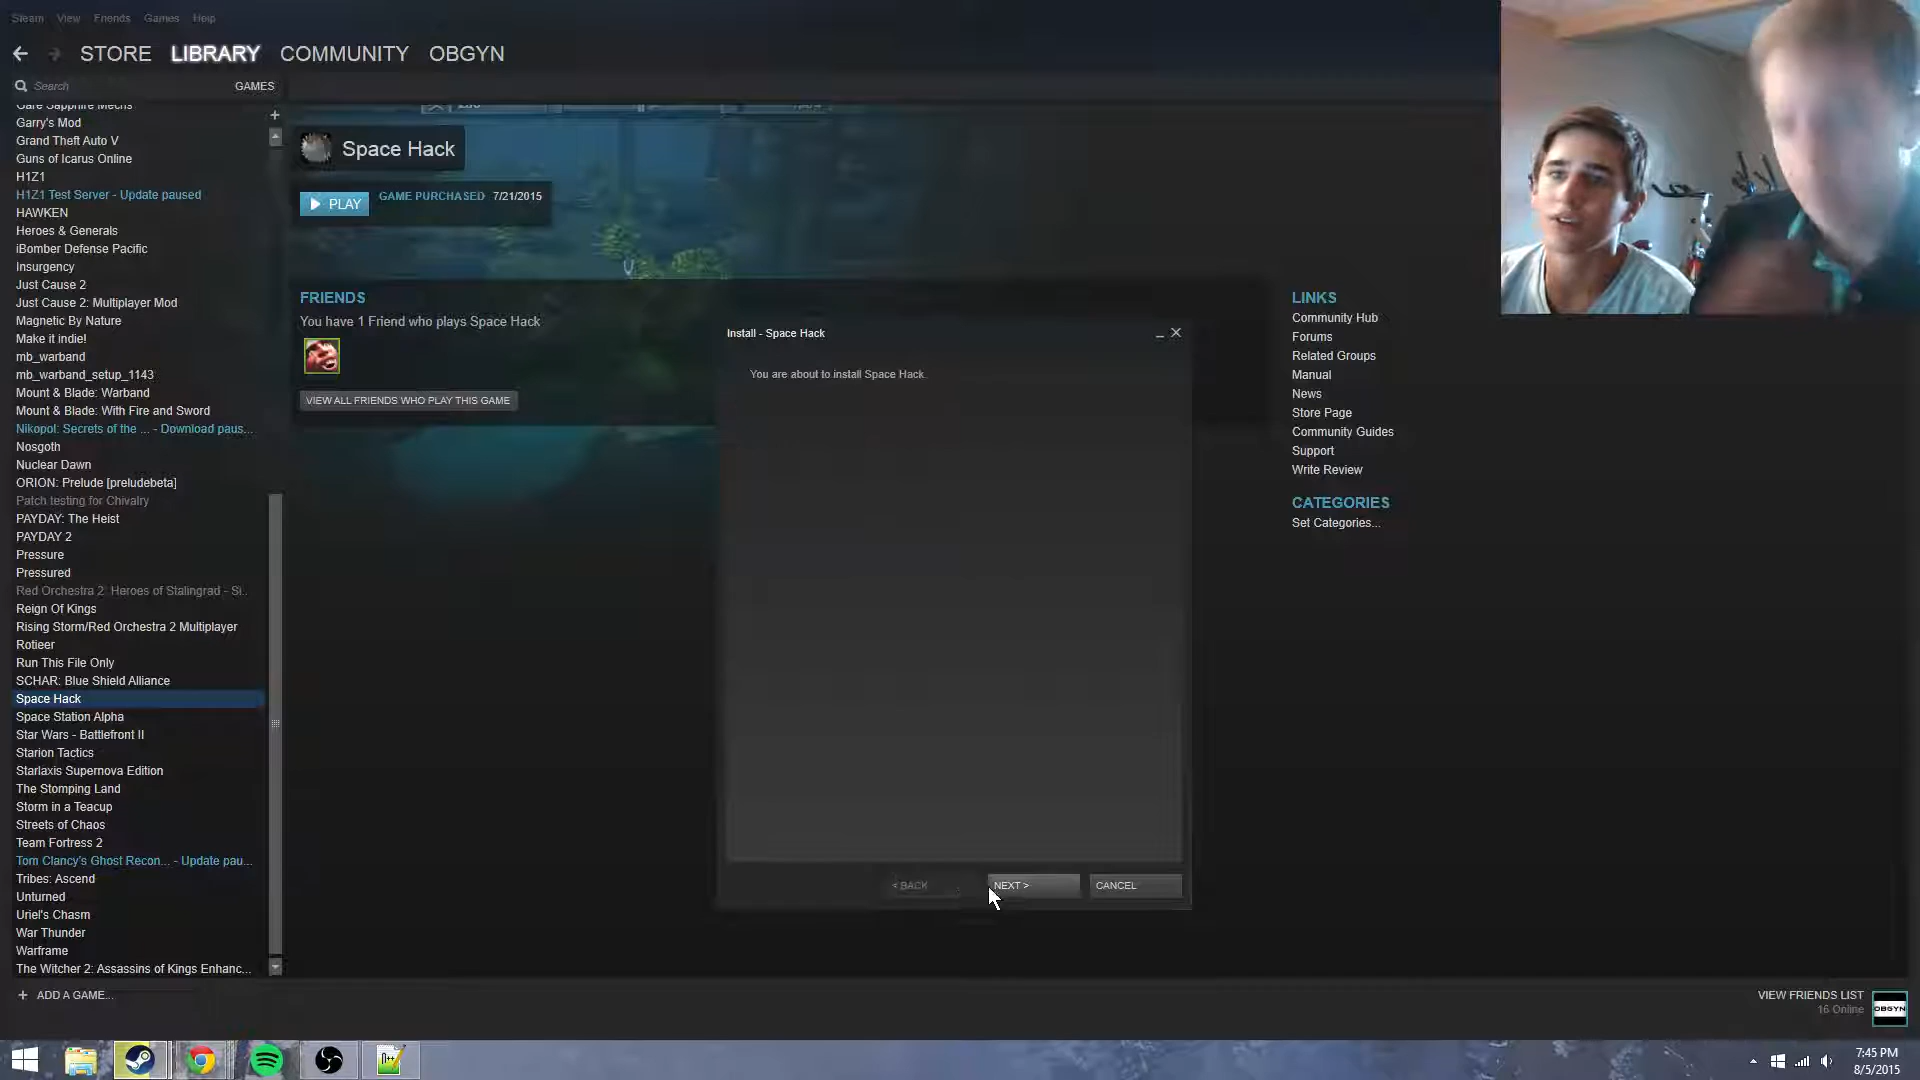 Steam View Friends Games Help
STORE LIBRARY COMMUNITY OBGYN
Search GAMES
Gare Sapphire Mechs
Garry's Mod
Grand Theft Auto V
Guns of Icarus Online
H1Z1
H1Z1 Test Server - Update paused
HAWKEN
Heroes & Generals
iBomber Defense Pacific
Insurgency
Just Cause 2
Just Cause 2: Multiplayer Mod
Magnetic By Nature
Make it indie!
mb_warband
mb_warband_setup_1143
Mount & Blade: Warband
Mount & Blade: With Fire and Sword
Nikopol: Secrets of the ... - Download paus...
Nosgoth
Nuclear Dawn
ORION: Prelude [preludebeta]
Patch testing for Chivalry
PAYDAY: The Heist
PAYDAY 2
Pressure
Pressured
Red Orchestra 2: Heroes of Stalingrad - Si..
Reign Of Kings
Rising Storm/Red Orchestra 2 Multiplayer
Rotieer
Run This File Only
SCHAR: Blue Shield Alliance
Space Hack
Space Station Alpha
Star Wars - Battlefront II
Starion Tactics
Starlaxis Supernova Edition
The Stomping Land
Storm in a Teacup
Streets of Chaos
Team Fortress 2
Tom Clancy's Ghost Recon... - Update pau...
Tribes: Ascend
Unturned
Uriel's Chasm
War Thunder
Warframe
The Witcher 2: Assassins of Kings Enhanc...
+ ADD A GAME...
Space Hack
PLAY GAME PURCHASED 7/21/2015
FRIENDS
You have 1 Friend who plays Space Hack
VIEW ALL FRIENDS WHO PLAY THIS GAME
Install - Space Hack
You are about to install Space Hack.
< BACK NEXT > CANCEL
LINKS
Community Hub
Forums
Related Groups
Manual
News
Store Page
Community Guides
Support
Write Review
CATEGORIES
Set Categories...
VIEW FRIENDS LIST
16 Online
OBGYN
7:45 PM
8/5/2015